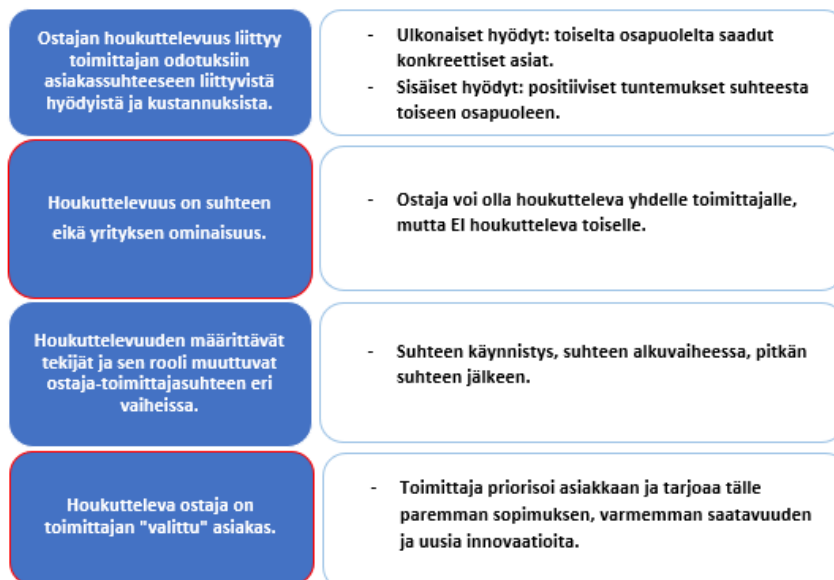 Ostajan houkuttelevuus liittyy
toimittajan odotuksiin
asiakassuhteeseen liittyvistä
hyödyistä ja kustannuksista.
- Ulkonaiset hyödyt: toiselta osapuolelta saadut
konkreettiset asiat.
- Sisäiset hyödyt: positiiviset tuntemukset suhteesta
toiseen osapuoleen.
Houkuttelevuus on suhteen
eikä yrityksen ominaisuus.
- Ostaja voi olla houkutteleva yhdelle toimittajalle,
mutta EI houkutteleva toiselle.
Houkuttelevuuden määrittävät
tekijät ja sen rooli muuttuvat
ostaja-toimittajasuhteen eri
vaiheissa.
- Suhteen käynnistys, suhteen alkuvaiheessa, pitkän
suhteen jälkeen.
Houkutteleva ostaja on
toimittajan "valittu" asiakas.
- Toimittaja priorisoi asiakkaan ja tarjoaa tälle
paremman sopimuksen, varmemman saatavuuden
ja uusia innovaatioita.